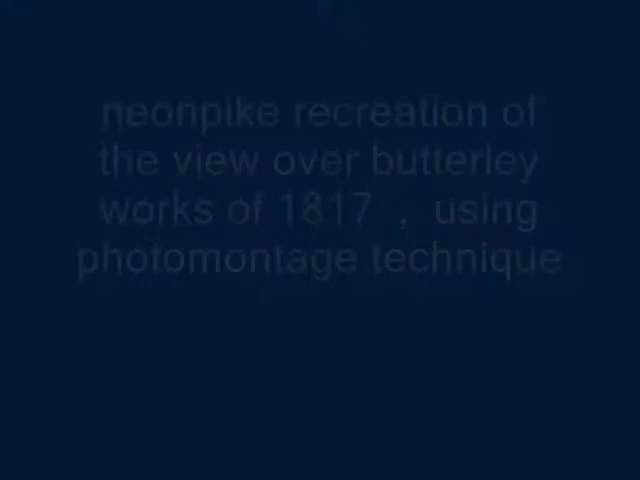 neonpike recreation of
the view over butterley
works of 1817 , using
photomontage technique